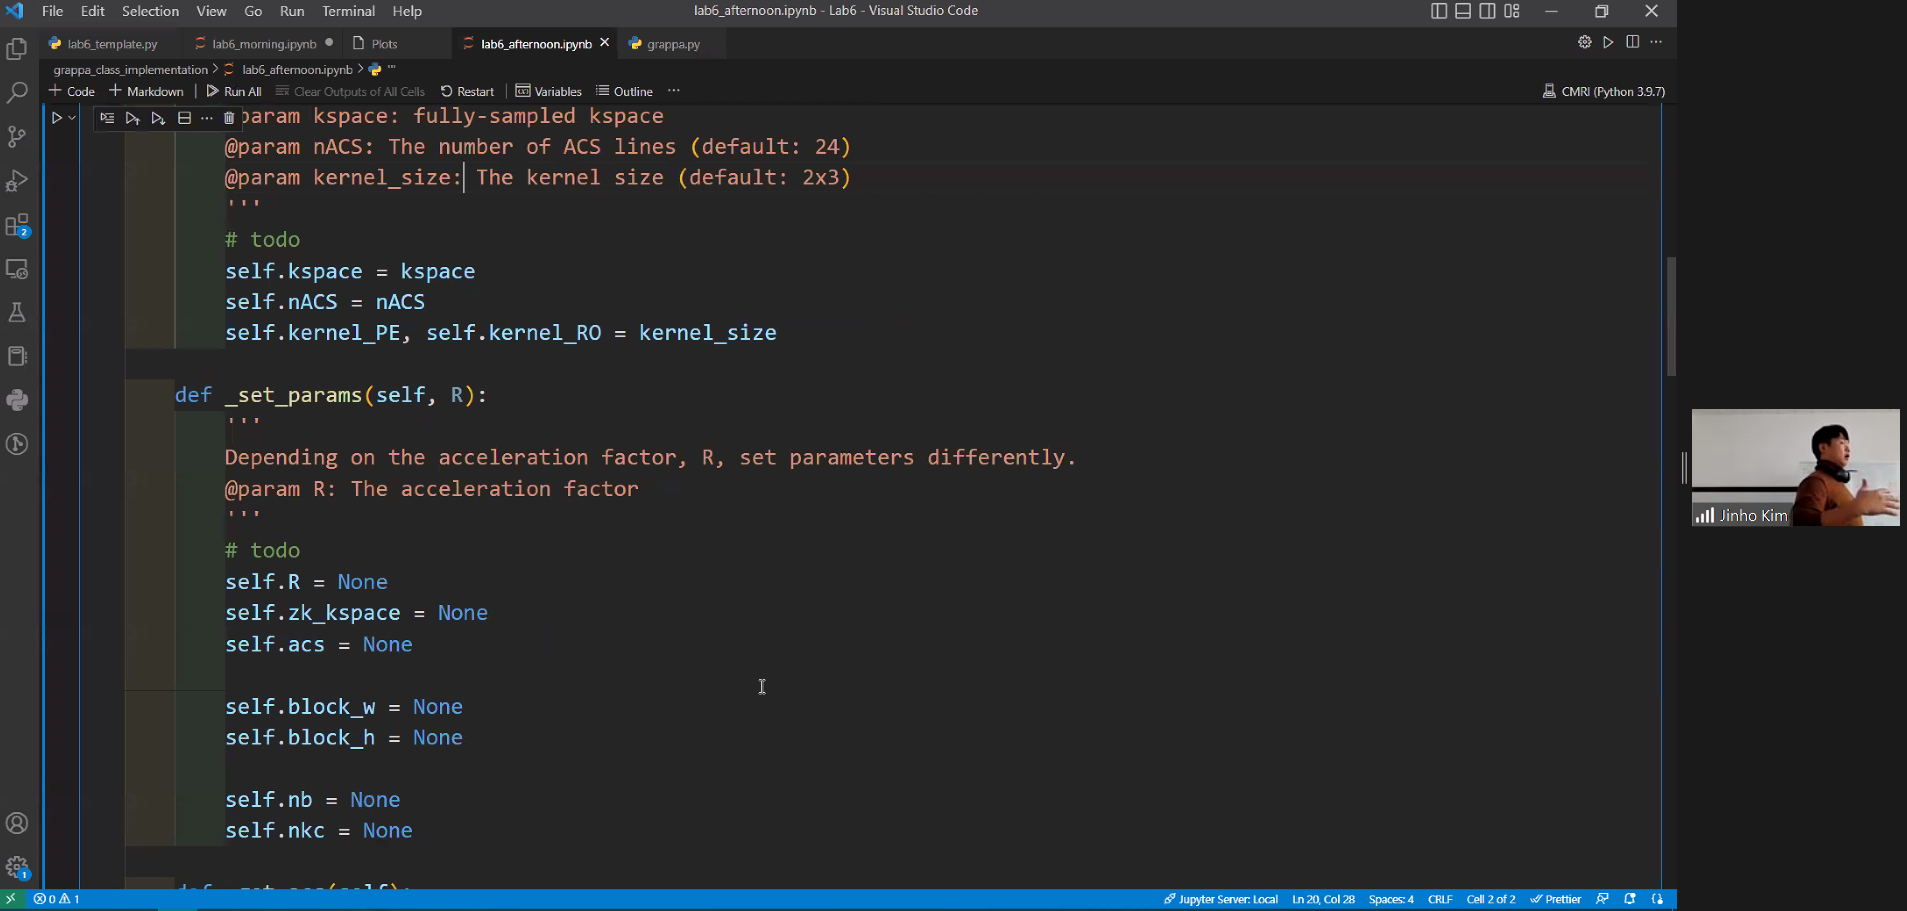 File Edit Selection View Go Run Terminal Help lab6_afternoon.ipynb - Lab6 - Visual Studio Code
lab6_template.py lab6_morning.ipynb Plots lab6_afternoon.ipynb grappa.py
grappa_class_implementation > lab6_afternoon.ipynb > '''
+ Code + Markdown Run All Clear Outputs of All Cells Restart Variables Outline ... CMRI (Python 3.9.7)
param kspace: fully-sampled kspace
@param nACS: The number of ACS lines (default: 24)
@param kernel_size: The kernel size (default: 2x3)
'''
# todo
self.kspace = kspace
self.nACS = nACS
self.kernel_PE, self.kernel_RO = kernel_size
def _set_params(self, R):
'''
Depending on the acceleration factor, R, set parameters differently.
@param R: The acceleration factor
'''
# todo
self.R = None
self.zk_kspace = None
self.acs = None
self.block_w = None
self.block_h = None
self.nb = None
self.nkc = None
Jinho Kim
2
1
0 1 Jupyter Server: Local Ln 20, Col 28 Spaces: 4 CRLF Cell 2 of 2 Prettier